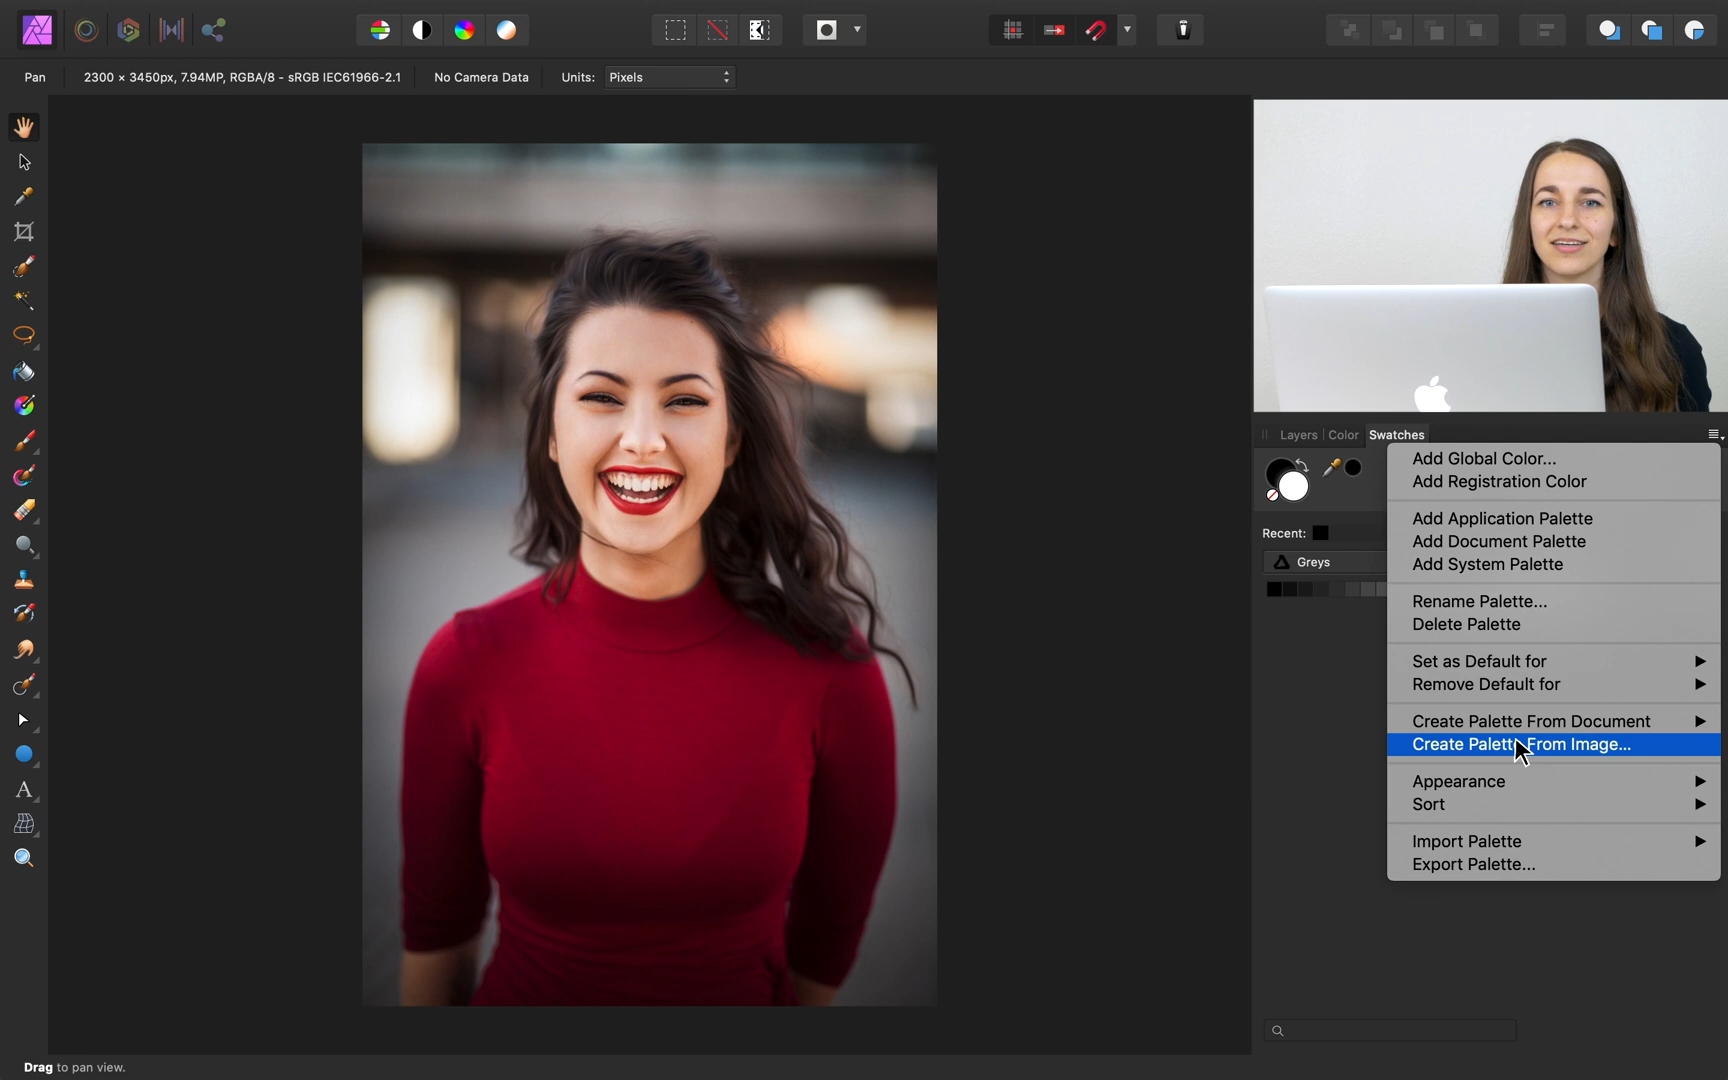 Pan
2300 × 3450px, 7.94MP, RGBA/8 - sRGB IEC61966-2.1
No Camera Data
Units:
Pixels
Layers
Color
Swatches
Recent:
Greys
Add Global Color...
Add Registration Color
Add Application Palette
Add Document Palette
Add System Palette
Rename Palette...
Delete Palette
Set as Default for
Remove Default for
Create Palette From Document
Create Palette From Image...
Appearance
Sort
Import Palette
Export Palette...
Drag to pan view.